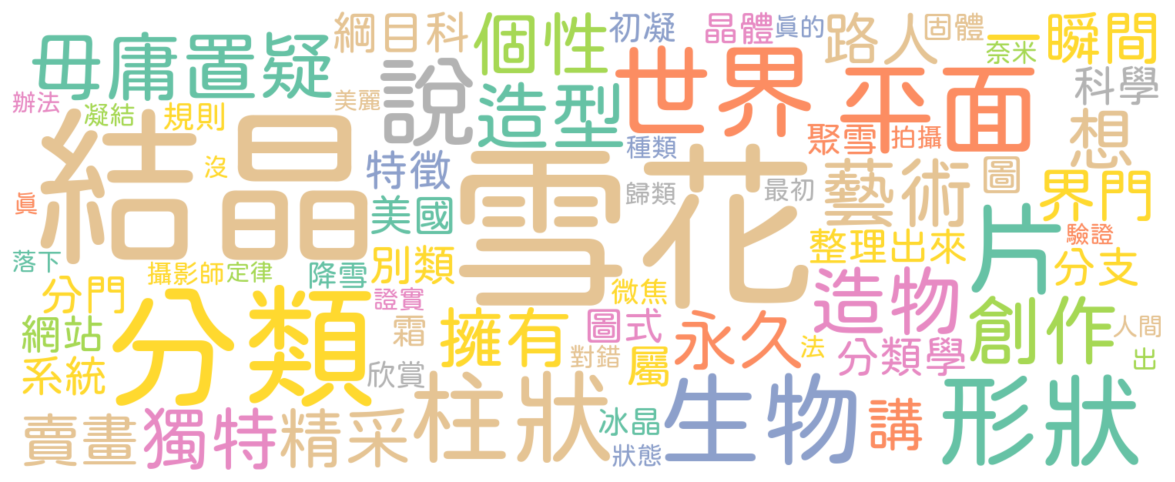 綱目科
個性
初凝
晶體
真的
路人
固體
一瞬間
奈米
毋庸置疑
說
造型
世界
平面
科學
辦法
凝結
規則
美麗
聚雪
拍攝
想
結晶
沒
特徵
雪花
種類
歸類
最初
藝術
圖
界門
真
美國
片
驗證
整理出來
落下
攝影師
定律
降雪
別類
分支
分門
分類
證實
微焦
造物
創作
網站
霜
擁有
圖式
永久
法
分類學
人間
系統
欣賞
對錯
屬
出
賣畫
獨特
精采
柱狀
冰晶
狀態
生物
講
形狀